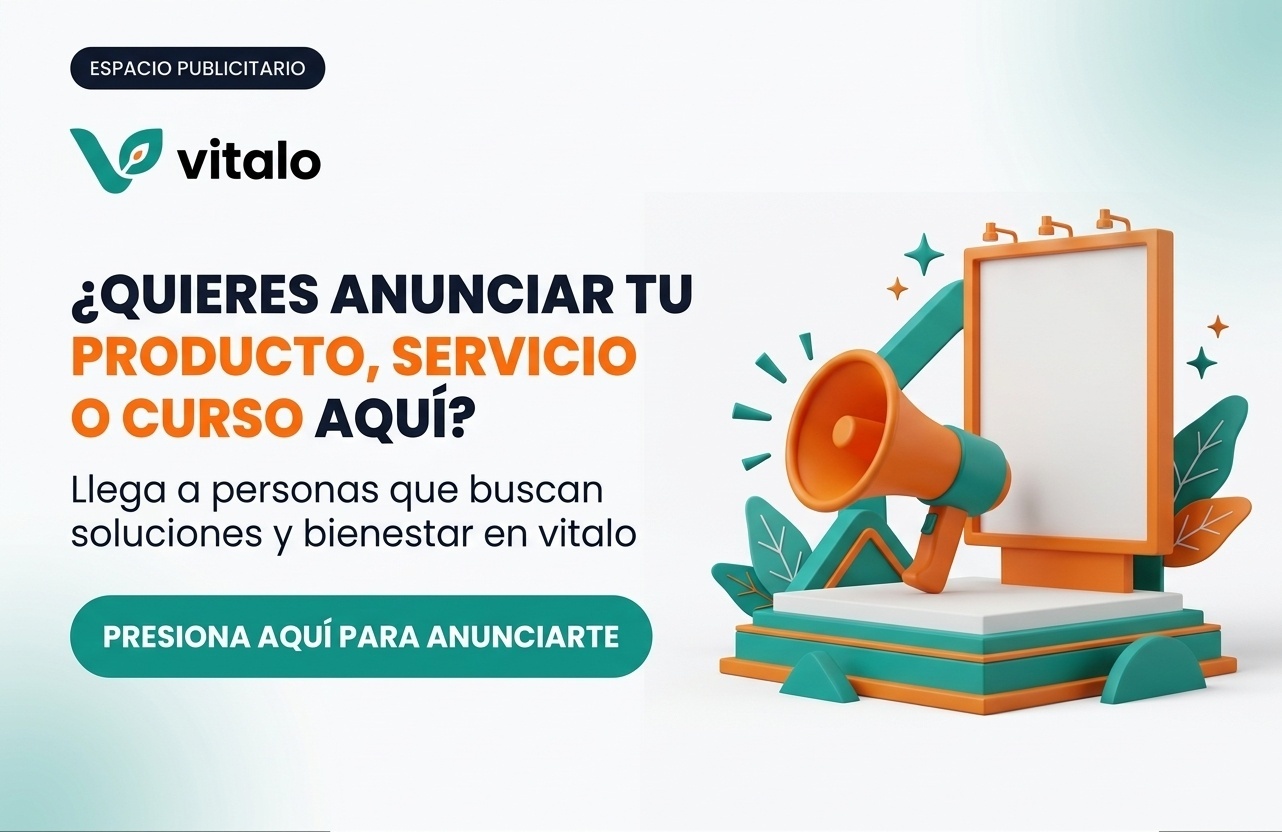 ESPACIO PUBLICITARIO
vitalo
¿QUIERES ANUNCIAR TU
PRODUCTO, SERVICIO
O CURSO AQUÍ?
Llega a personas que buscan
soluciones y bienestar en vitalo
PRESIONA AQUÍ PARA ANUNCIARTE